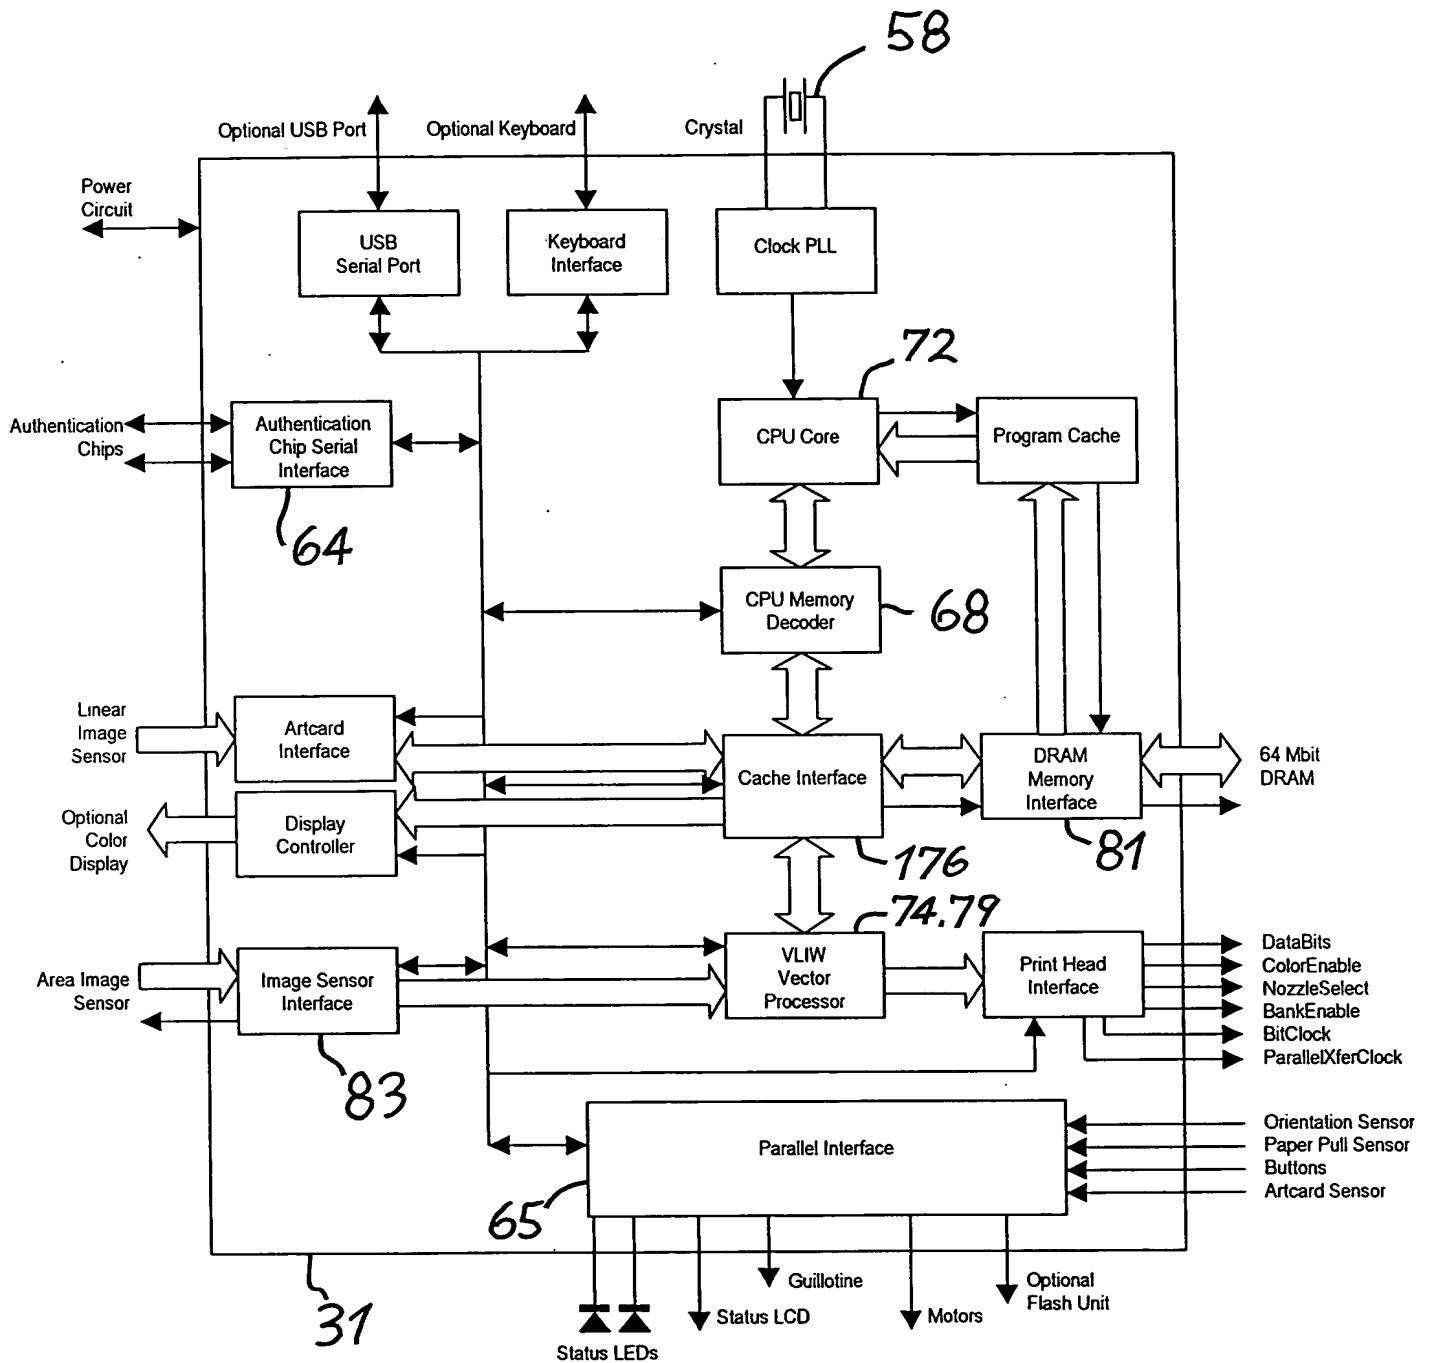 58
Optional USB Port
Optional Keyboard
Crystal
Power
Circuit
USB
Serial Port
Keyboard
Interface
Clock PLL
72
Authentication
Chips
Authentication
Chip Serial
Interface
CPU Core
Program Cache
64
CPU Memory
Decoder
68
Linear
Image
Sensor
Artcard
Interface
Cache Interface
DRAM
Memory
Interface
64 Mbit
DRAM
Optional
Color
Display
Display
Controller
176
81
74.79
Area Image
Sensor
Image Sensor
Interface
VLIW
Vector
Processor
Print Head
Interface
DataBits
ColorEnable
NozzleSelect
BankEnable
BitClock
ParallelXferClock
83
Parallel Interface
Orientation Sensor
Paper Pull Sensor
Buttons
Artcard Sensor
65
31
Guillotine
Optional
Flash Unit
Status LCD
Motors
Status LEDs